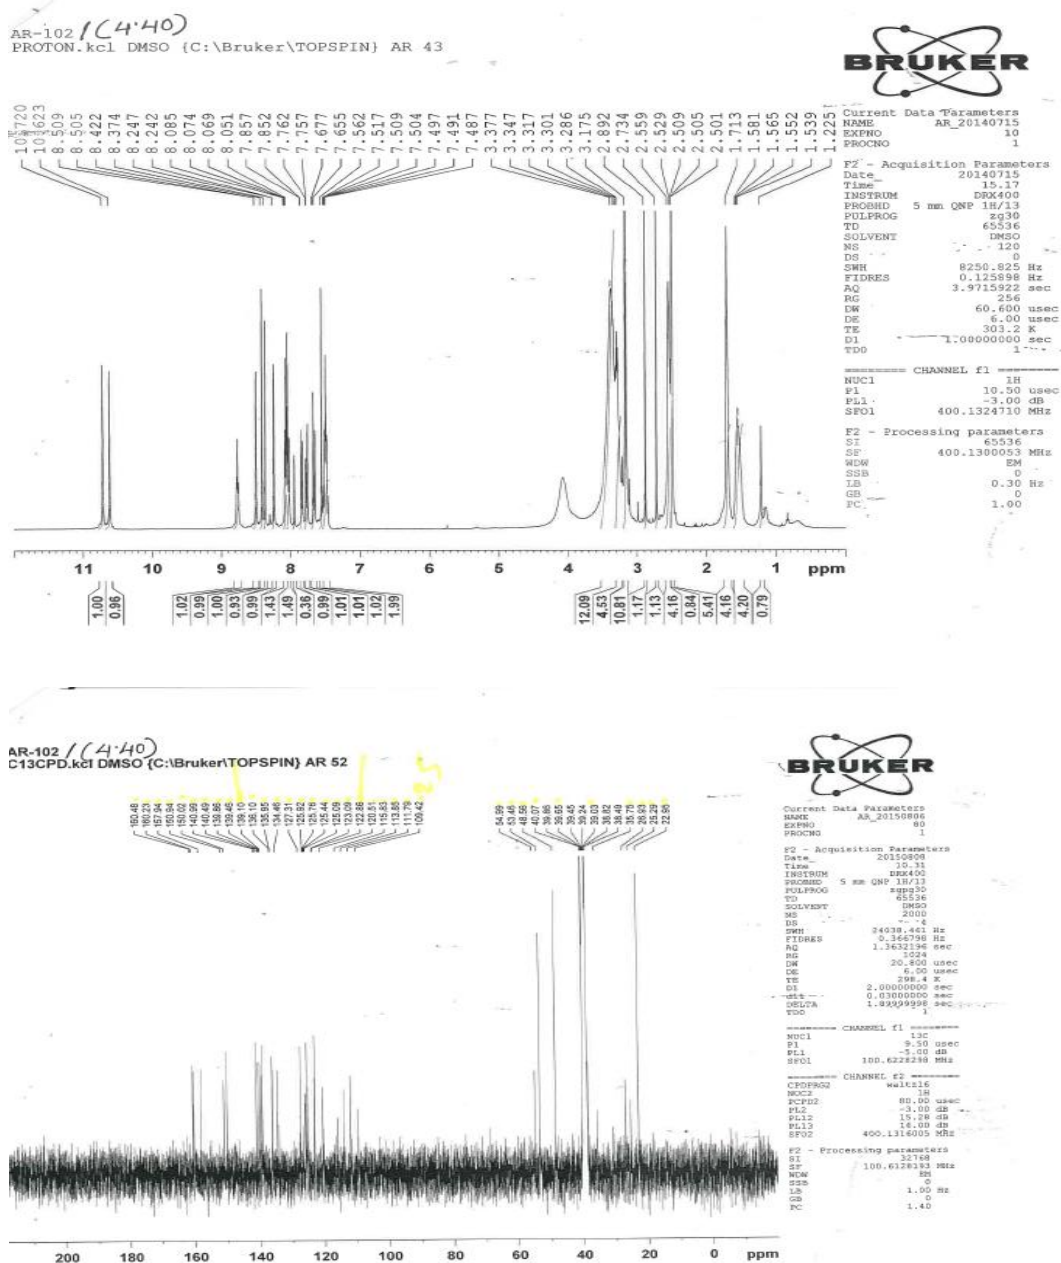 AR-102 /(4.40)
PROTON.kcl DMSO {C:\Bruker\TOPSPIN} AR 43
BRUKER
8.509
8.505
8.422
8.374
8.247
8.242
8.085
8.074
8.069
8.051
7.857
7.852
7.762
7.757
7.677
7.655
7.562
7.517
7.509
7.504
7.497
7.491
7.487
3.377
3.347
3.317
3.301
3.286
3.175
2.892
2.734
2.559
2.529
2.509
2.505
2.501
1.713
1.581
1.565
1.552
1.539
1.225
Current Data Parameters
NAME AR_20140715
EXPNO 10
PROCNO 1
F2 - Acquisition Parameters
Date_ 20140715
Time 15.17
INSTRUM DRX400
PROBHD 5 mm QNP 1H/13
PULPROG zg30
TD 65536
SOLVENT DMSO
NS 120
DS 0
SWH 8250.825 Hz
FIDRES 0.125898 Hz
AQ 3.9715922 sec
RG 256
DW 60.600 usec
DE 6.00 usec
TE 303.2 K
D1 1.00000000 sec
TD0 1
======== CHANNEL f1 ========
NUC1 1H
P1 10.50 usec
PL1 -3.00 dB
SFO1 400.1324710 MHz
F2 - Processing parameters
SI 65536
SF 400.1300053 MHz
WDW EM
SSB 0
LB 0.30 Hz
GB 0
PC 1.00
11 10 9 8 7 6 5 4 3 2 1 ppm
1.00
0.96
1.02
0.99
1.00
0.93
0.99
1.43
1.49
0.36
0.99
1.01
1.01
1.02
1.99
12.09
4.53
10.81
1.17
1.13
4.16
0.84
5.41
4.16
4.20
0.79
AR-102 /(4.40)
C13CPD.kcl DMSO {C:\Bruker\TOPSPIN} AR 52
BRUKER
160.48
160.23
157.94
150.94
150.02
140.99
140.49
139.86
139.46
139.10
136.10
135.85
134.46
127.31
125.92
125.76
125.44
125.09
123.09
122.86
120.51
115.83
113.86
111.79
109.42
54.99
53.46
48.56
40.07
39.86
39.65
39.45
39.24
39.03
38.82
38.49
35.76
26.93
25.29
22.95
Current Data Parameters
NAME AR_20150806
EXPNO 60
PROCNO 1
F2 - Acquisition Parameters
Date_ 20150808
Time 10.31
INSTRUM DRX400
PROBHD 5 mm QNP 1H/13
PULPROG zgpg30
TD 65536
SOLVENT DMSO
NS 2000
DS 4
SWH 24038.461 Hz
FIDRES 0.366798 Hz
AQ 1.3632196 sec
RG 1024
DW 20.800 usec
DE 6.00 usec
TE 298.4 K
D1 2.00000000 sec
d11 0.03000000 sec
DELTA 1.89999998 sec
TD0 1
======== CHANNEL f1 ========
NUC1 13C
P1 9.50 usec
PL1 -5.00 dB
SFO1 100.6228298 MHz
======== CHANNEL f2 ========
CPDPRG2 waltz16
NUC2 1H
PCPD2 80.00 usec
PL2 -3.00 dB
PL12 15.28 dB
PL13 16.00 dB
SFO2 400.1316005 MHz
F2 - Processing parameters
SI 32768
SF 100.6128193 MHz
WDW EM
SSB 0
LB 1.00 Hz
GB 0
PC 1.40
200 180 160 140 120 100 80 60 40 20 0 ppm